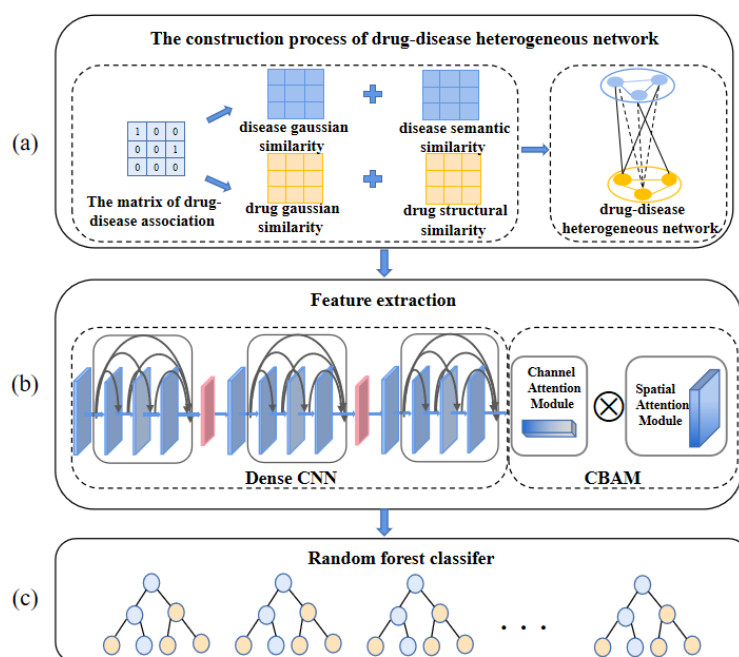 The construction process of drug-disease heterogeneous network
(a)
1 0 0
0 0 1
0 0 0
The matrix of drug-
disease association
disease gaussian
similarity
disease semantic
similarity
drug gaussian
similarity
drug structural
similarity
drug-disease
heterogeneous network
Feature extraction
(b)
Dense CNN
Channel
Attention
Module
Spatial
Attention
Module
CBAM
Random forest classifer
(c)
. . .